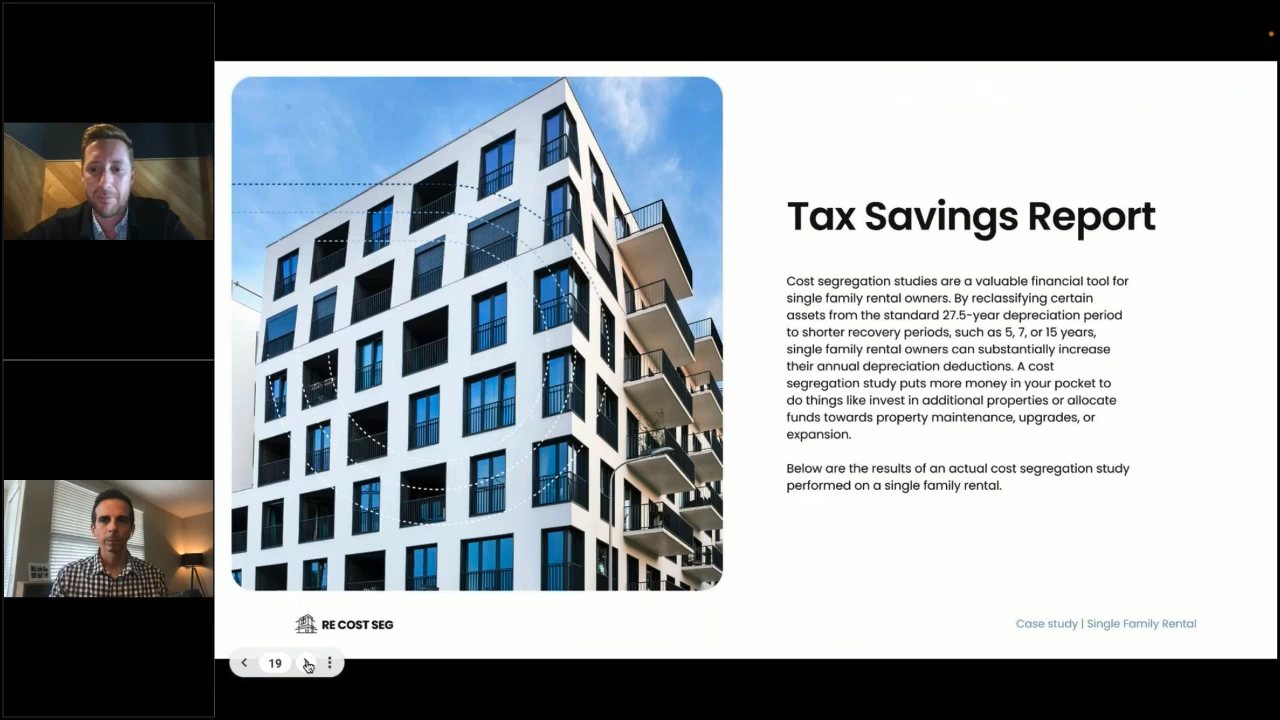 Tax Savings Report
Cost segregation studies are a valuable financial tool for
single family rental owners. By reclassifying certain
assets from the standard 27.5-year depreciation period
to shorter recovery periods, such as 5, 7, or 15 years,
single family rental owners can substantially increase
their annual depreciation deductions. A cost
segregation study puts more money in your pocket to
do things like invest in additional properties or allocate
funds towards property maintenance, upgrades, or
expansion.
Below are the results of an actual cost segregation study
performed on a single family rental.
RE COST SEG
Case study | Single Family Rental
19